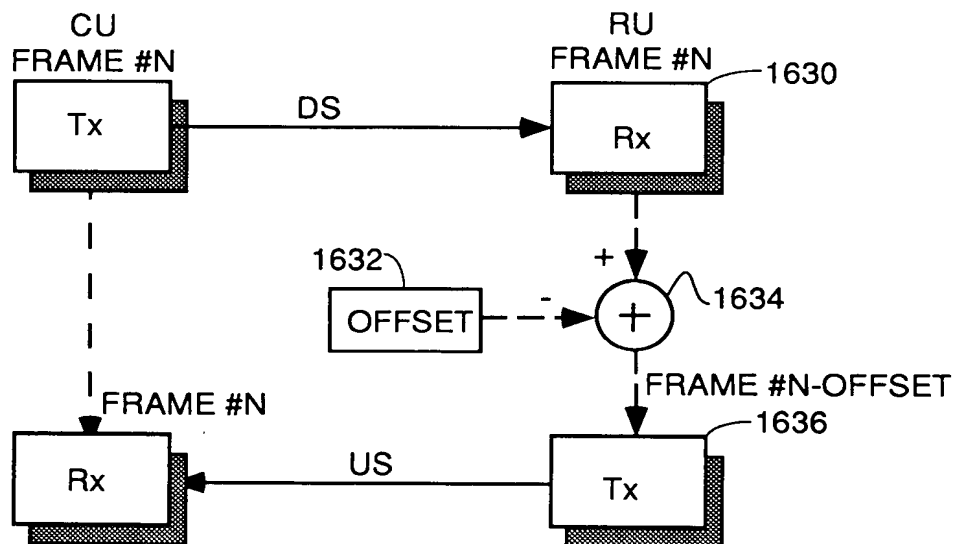 CU
FRAME #N
RU
FRAME #N
1630
Tx
DS
Rx
1632
+
-
1634
OFFSET
+
FRAME #N
FRAME #N-OFFSET
1636
Rx
US
Tx